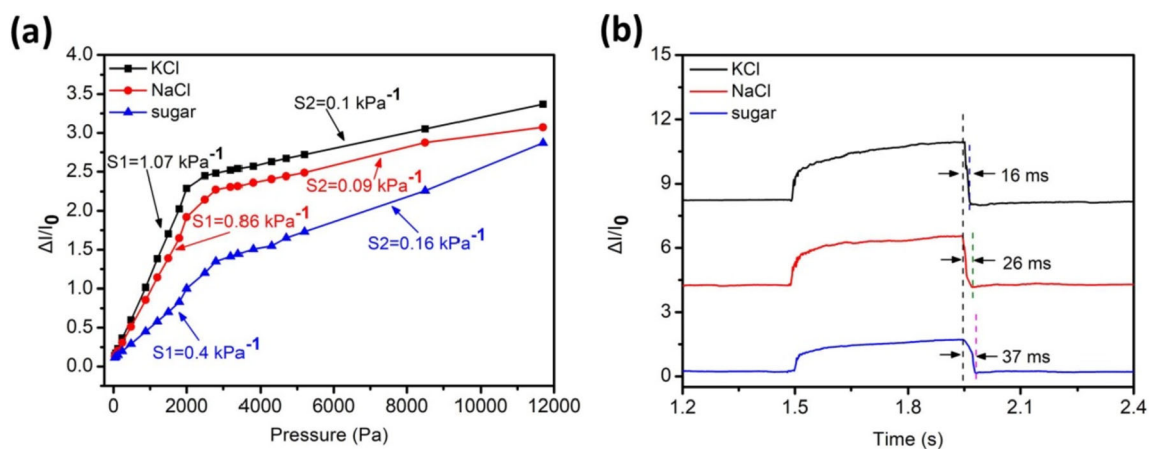 (a)
4.0
3.5
3.0
2.5
2.0
1.5
1.0
0.5
0.0
ΔI/I0
KCl
NaCl
sugar
S2=0.1 kPa-1
S1=1.07 kPa-1
S2=0.09 kPa-1
S1=0.86 kPa-1
S2=0.16 kPa-1
S1=0.4 kPa-1
0 2000 4000 6000 8000 10000 12000
Pressure (Pa)
(b)
15
12
9
6
3
0
ΔI/I0
KCl
NaCl
sugar
16 ms
26 ms
37 ms
1.2 1.5 1.8 2.1 2.4
Time (s)